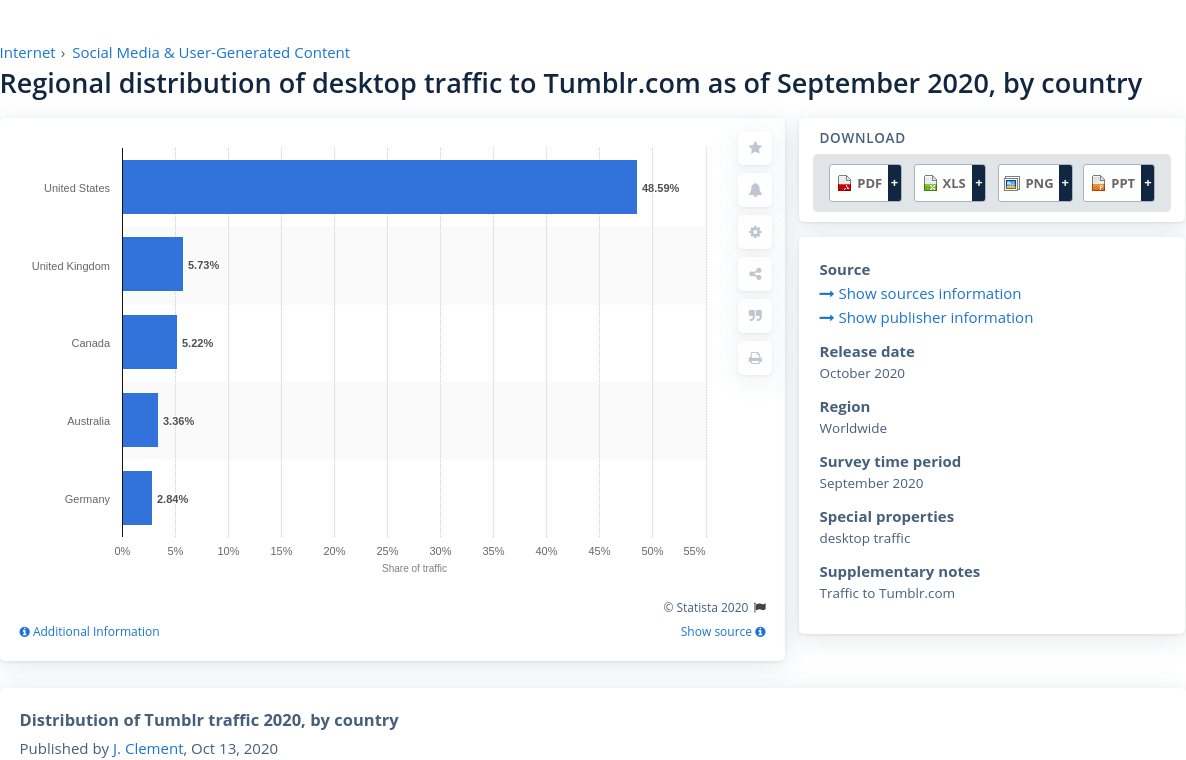 Internet › Social Media & User-Generated Content
Regional distribution of desktop traffic to Tumblr.com as of September 2020, by country
United States 48.59%
United Kingdom 5.73%
Canada 5.22%
Australia 3.36%
Germany 2.84%
0% 5% 10% 15% 20% 25% 30% 35% 40% 45% 50% 55%
Share of traffic
© Statista 2020
Additional Information
Show source
DOWNLOAD
PDF + XLS + PNG + PPT +
Source
Show sources information
Show publisher information
Release date
October 2020
Region
Worldwide
Survey time period
September 2020
Special properties
desktop traffic
Supplementary notes
Traffic to Tumblr.com
Distribution of Tumblr traffic 2020, by country
Published by J. Clement, Oct 13, 2020